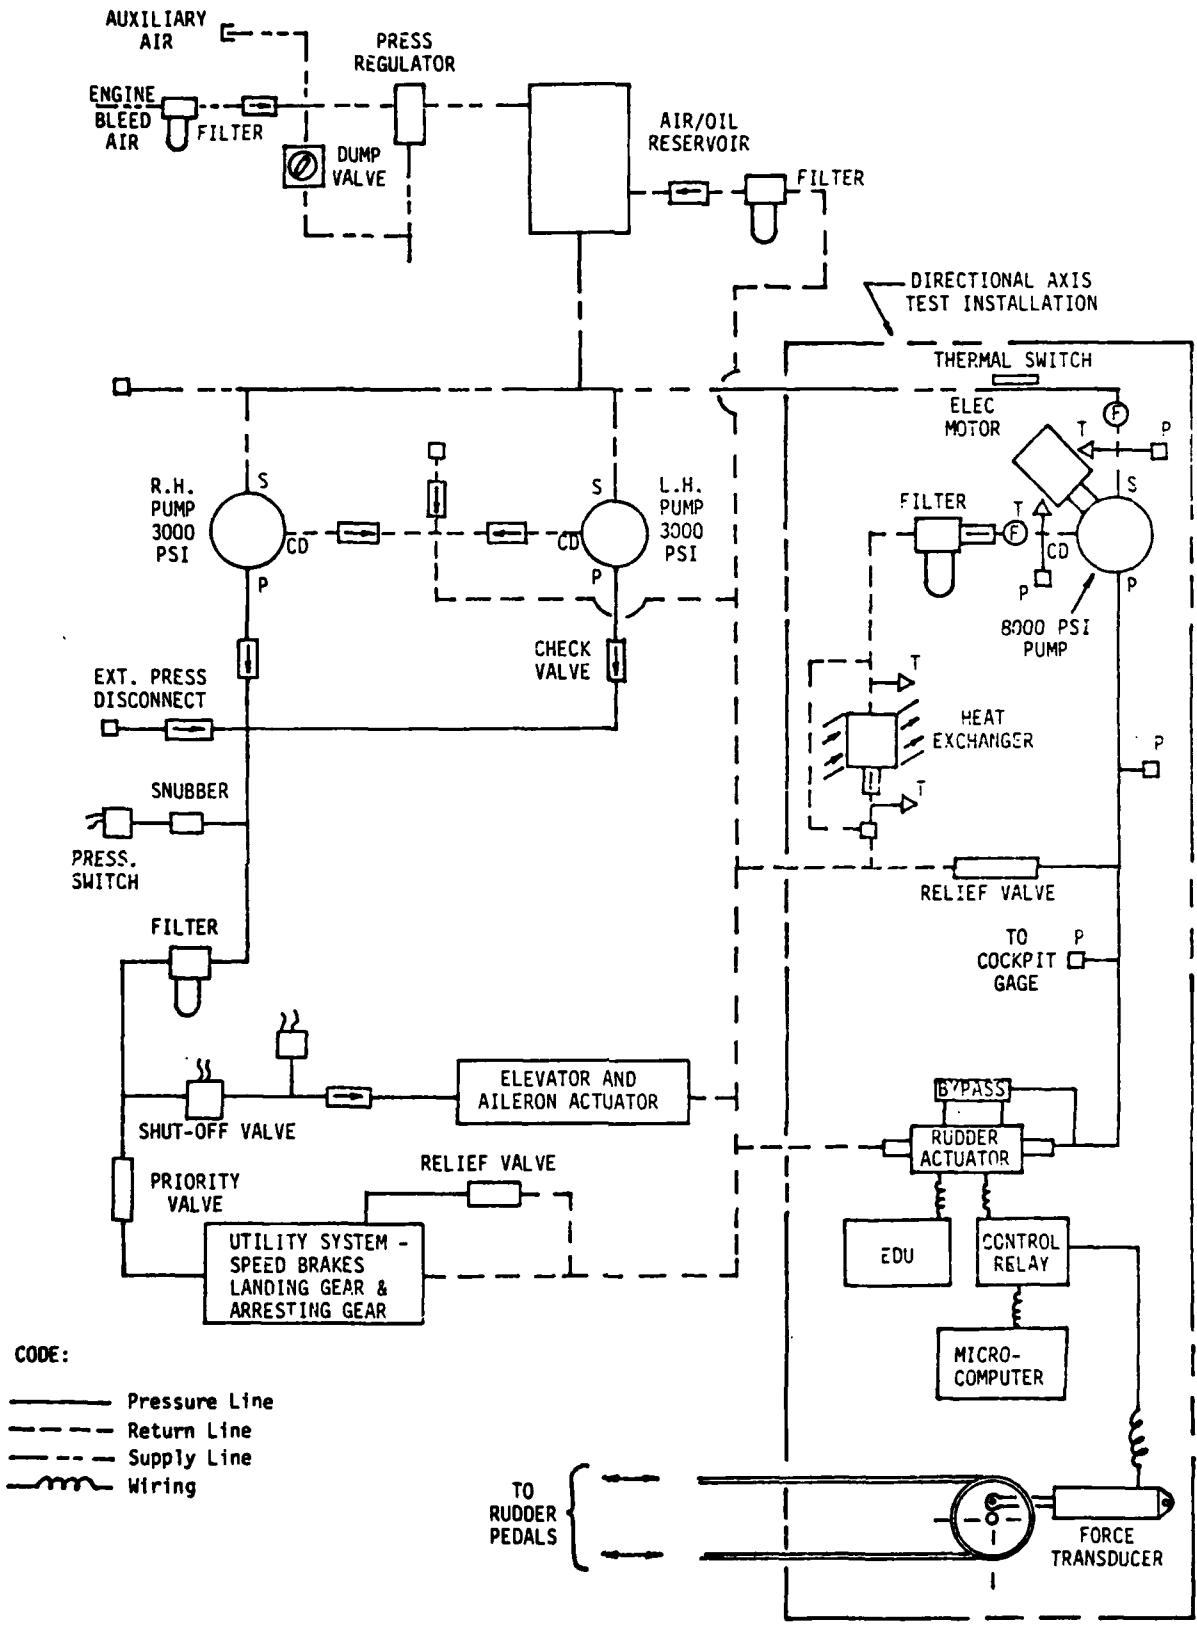 AUXILIARY
AIR
PRESS
REGULATOR
ENGINE
BLEED
AIR
FILTER
DUMP
VALVE
AIR/OIL
RESERVOIR
FILTER
DIRECTIONAL AXIS
TEST INSTALLATION
THERMAL SWITCH
ELEC
MOTOR
F
T
P
R.H.
PUMP
3000
PSI
S
CD
P
L.H.
PUMP
3000
PSI
S
CD
P
FILTER
T
F
S
CD
P
P
8000 PSI
PUMP
CHECK
VALVE
EXT. PRESS
DISCONNECT
T
HEAT
EXCHANGER
T
P
SNUBBER
PRESS.
SWITCH
RELIEF VALVE
FILTER
TO
COCKPIT
GAGE
P
ELEVATOR AND
AILERON ACTUATOR
SHUT-OFF VALVE
BYPASS
RUDDER
ACTUATOR
PRIORITY
VALVE
RELIEF VALVE
UTILITY SYSTEM -
SPEED BRAKES
LANDING GEAR &
ARRESTING GEAR
EDU
CONTROL
RELAY
MICRO-
COMPUTER
CODE:
Pressure Line
Return Line
Supply Line
Wiring
TO
RUDDER
PEDALS
FORCE
TRANSDUCER